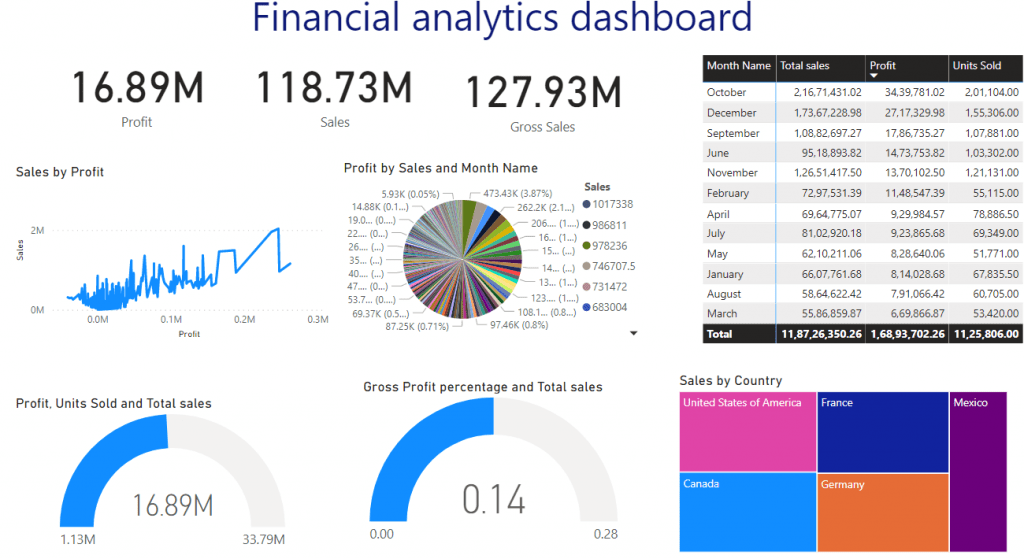 Financial analytics dashboard
16.89M
Profit
118.73M
Sales
127.93M
Gross Sales
Month Name Total sales Profit Units Sold
October 2,16,71,431.02 34,39,781.02 2,01,104.00
December 1,73,67,228.98 27,17,329.98 1,55,306.00
September 1,08,82,697.27 17,86,735.27 1,07,881.00
June 95,18,893.82 14,73,753.82 1,03,302.00
November 1,26,51,417.50 13,70,102.50 1,21,131.00
February 72,97,531.39 11,48,547.39 55,115.00
April 69,64,775.07 9,29,984.57 78,886.50
July 81,02,920.18 9,23,865.68 69,349.00
May 62,10,211.06 8,28,640.06 51,771.00
January 66,07,761.68 8,14,028.68 67,835.50
August 58,64,622.42 7,91,066.42 60,705.00
March 55,86,859.87 6,69,866.87 53,420.00
Total 11,87,26,350.26 1,68,93,702.26 11,25,806.00
Sales by Profit
Sales
2M
0M
0.0M 0.1M 0.2M 0.3M
Profit
Profit by Sales and Month Name
5.93K (0.05%)
14.88K (0.1...)
19.0... (0....)
22.... (0...)
26.... (...)
35.... (...)
40.... (...)
47.... (0...)
53.7... (0...)
69.37K (0.5...)
87.25K (0.71%)
473.43K (3.87%)
262.2K (2.1...)
206.... (1....)
16... (1...)
15... (...)
14... (...)
13... (1...)
123.... (1...)
108.1... (0.8...)
97.46K (0.8%)
Sales
1017338
986811
978236
746707.5
731472
683004
Profit, Units Sold and Total sales
16.89M
1.13M 33.79M
Gross Profit percentage and Total sales
0.14
0.00 0.28
Sales by Country
United States of America
France
Mexico
Canada
Germany